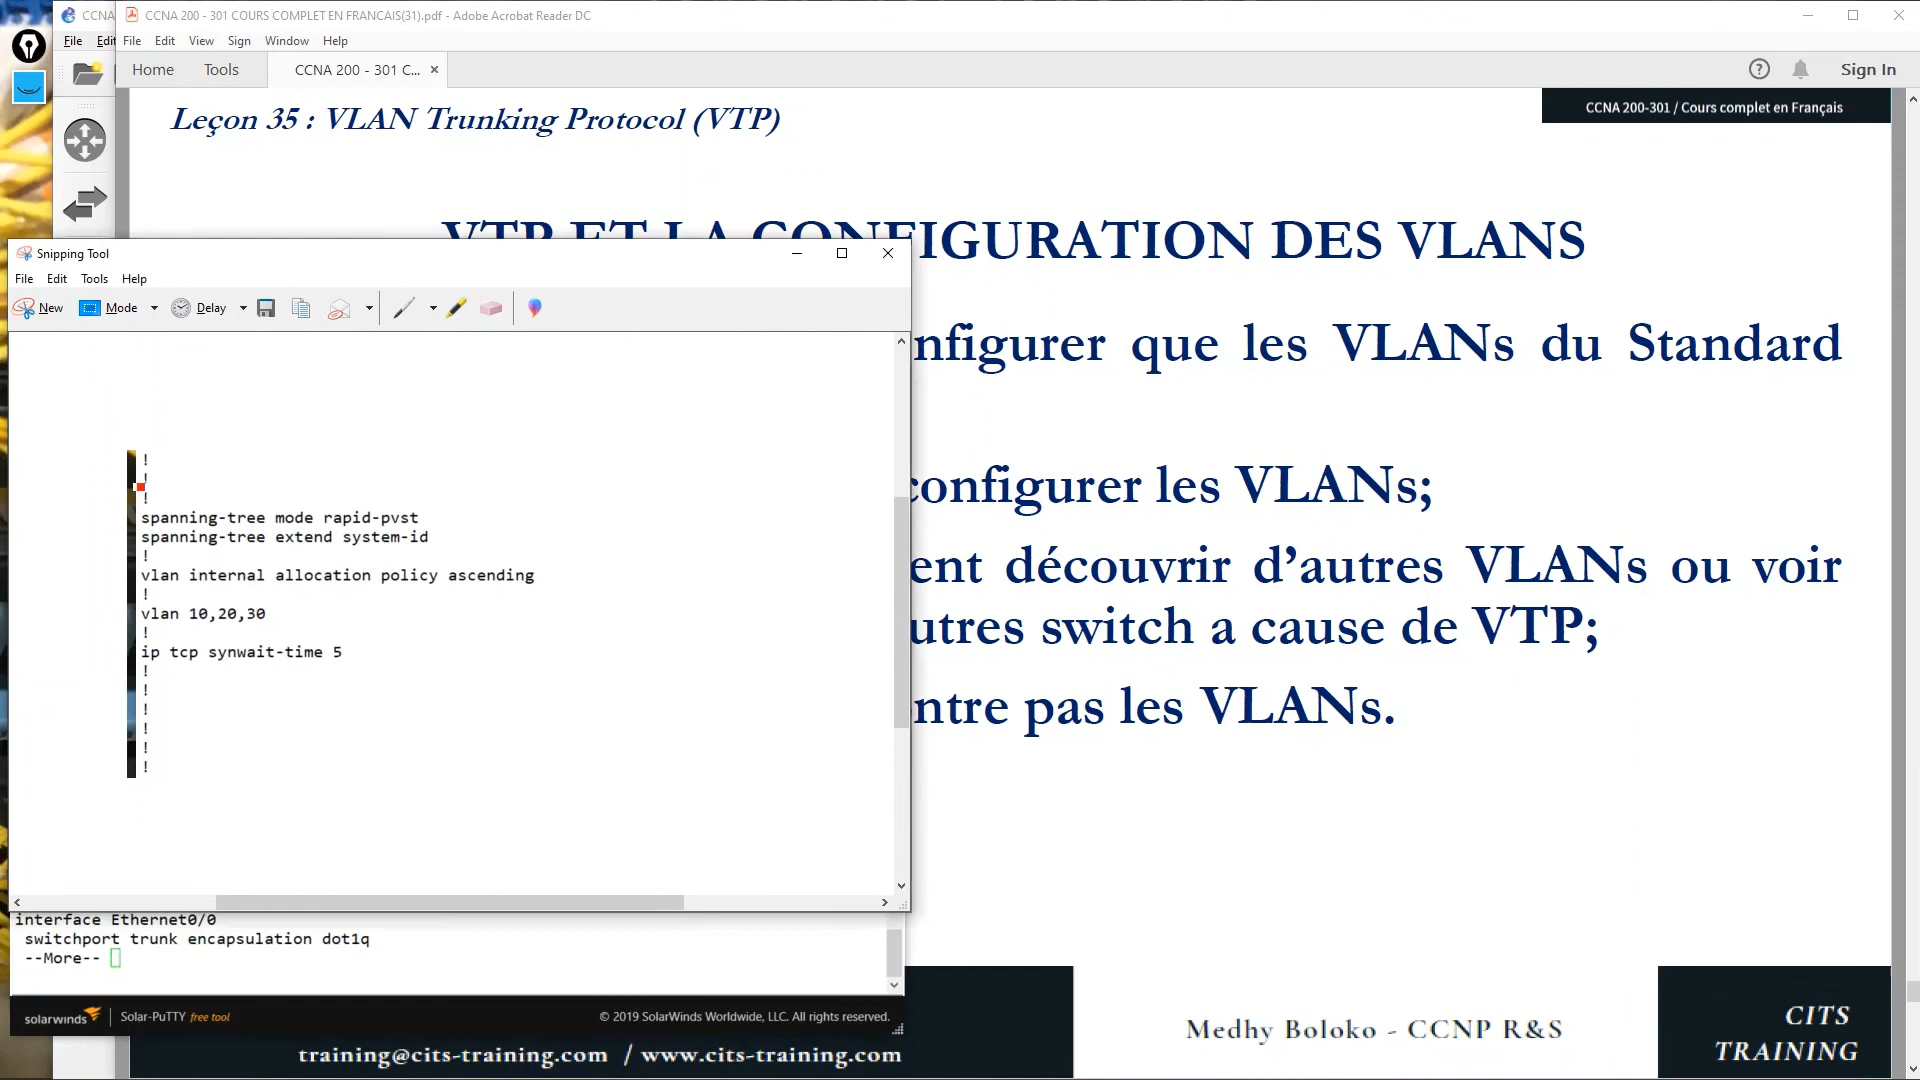 CCNA
CCNA 200 - 301 COURS COMPLET EN FRANCAIS(31).pdf - Adobe Acrobat Reader DC
File Edit
File Edit View Sign Window Help
Home Tools CCNA 200 - 301 C... Sign In
Leçon 35 : VLAN Trunking Protocol (VTP)
CCNA 200-301 / Cours complet en Français
VTP ET LA CONFIGURATION DES VLANS
Snipping Tool
File Edit Tools Help
New Mode Delay
nfigurer que les VLANs du Standard
configurer les VLANs;
ent découvrir d’autres VLANs ou voir
utres switch a cause de VTP;
ntre pas les VLANs.
!
!
!
spanning-tree mode rapid-pvst
spanning-tree extend system-id
!
vlan internal allocation policy ascending
!
vlan 10,20,30
!
ip tcp synwait-time 5
!
!
!
!
!
!
interface Ethernet0/0
switchport trunk encapsulation dot1q
--More--
solarwinds Solar-PuTTY free tool © 2019 SolarWinds Worldwide, LLC. All rights reserved.
training@cits-training.com / www.cits-training.com
Medhy Boloko - CCNP R&S
CITS
TRAINING